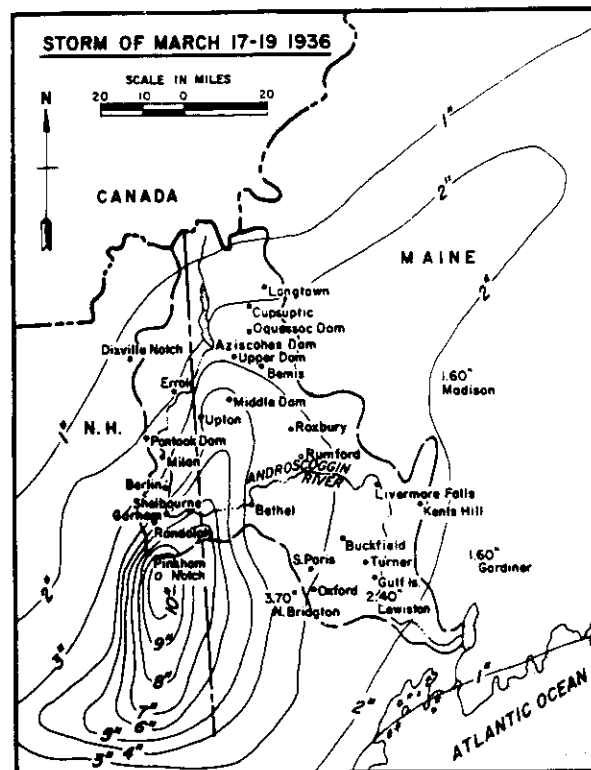 STORM OF MARCH 17-19 1936
SCALE IN MILES
20 10 0 20
N
1"
2"
CANADA
MAINE
2"
Longtown
Cupsuptic
Oquessoc Dam
Aziscohos Dam
Dixville Notch
Upper Dam
Bemis
1.60"
Madison
Errol
Middle Dam
1"
N.H.
Upton
Roxbury
Pontook Dam
Milan
Rumford
ANDROSCOGGIN
RIVER
Berlin
Livermore Falls
Shelbourne
Bethel
Kents Hill
Gorham
Randolph
Buckfield
Pinkham
Notch
S. Paris
Turner
1.60"
Gardiner
Gulf Is.
2"
10"
3.70"
Oxford
2.40"
N. Bridgton
Lewiston
3"
9"
8"
1"
7"
2"
6"
5"
4"
3"
ATLANTIC OCEAN